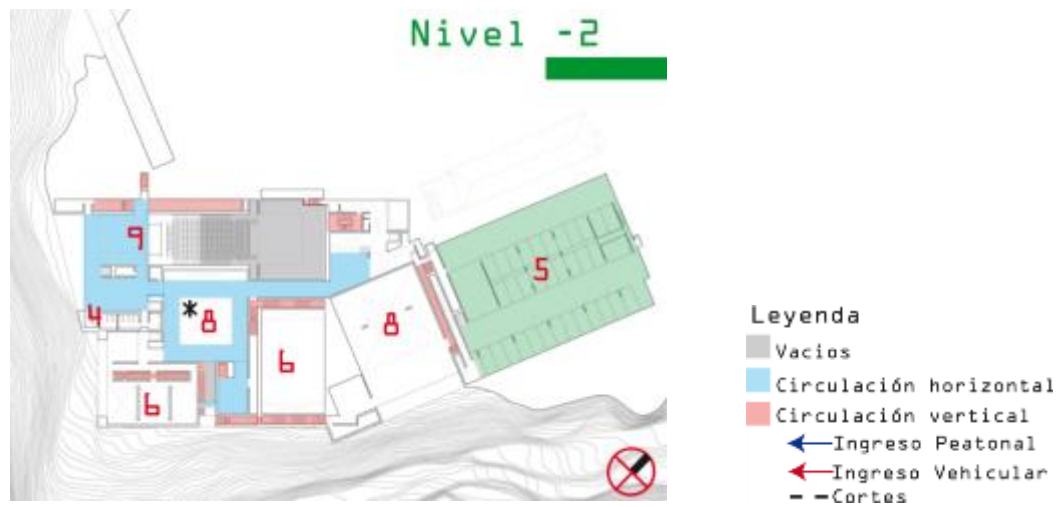 Nivel -2
9
5
4
*8
8
6
6
Leyenda
Vacios
Circulación horizontal
Circulación vertical
Ingreso Peatonal
Ingreso Vehicular
Cortes